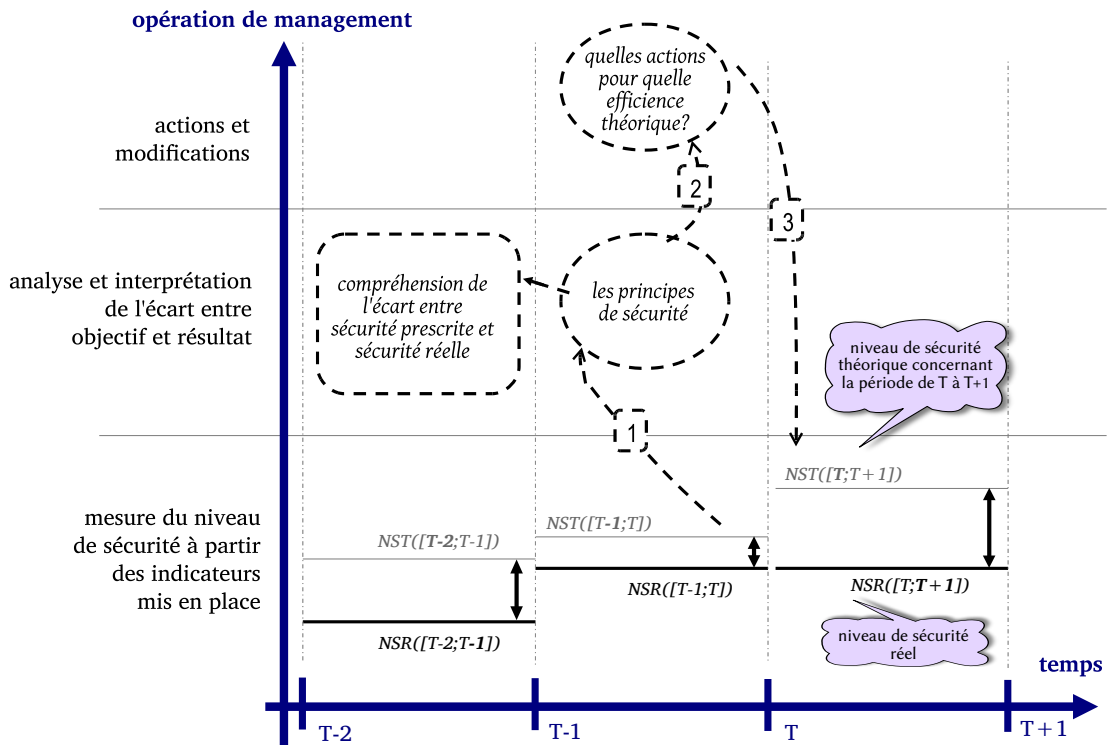 opération de management
quelles actions
pour quelle
efficience
théorique?
actions et
modifications
2
3
analyse et interprétation
de l'écart entre
objectif et résultat
compréhension de
l'écart entre
sécurité prescrite et
sécurité réelle
les principes
de sécurité
niveau de sécurité
théorique concernant
la période de T à T+1
1
NST([T;T+1])
mesure du niveau
de sécurité à partir
des indicateurs
mis en place
NST([T-2;T-1])
NST([T-1;T])
NSR([T-2;T-1])
NSR([T-1;T])
NSR([T;T+1])
niveau de sécurité
réel
temps
T-2
T-1
T
T+1